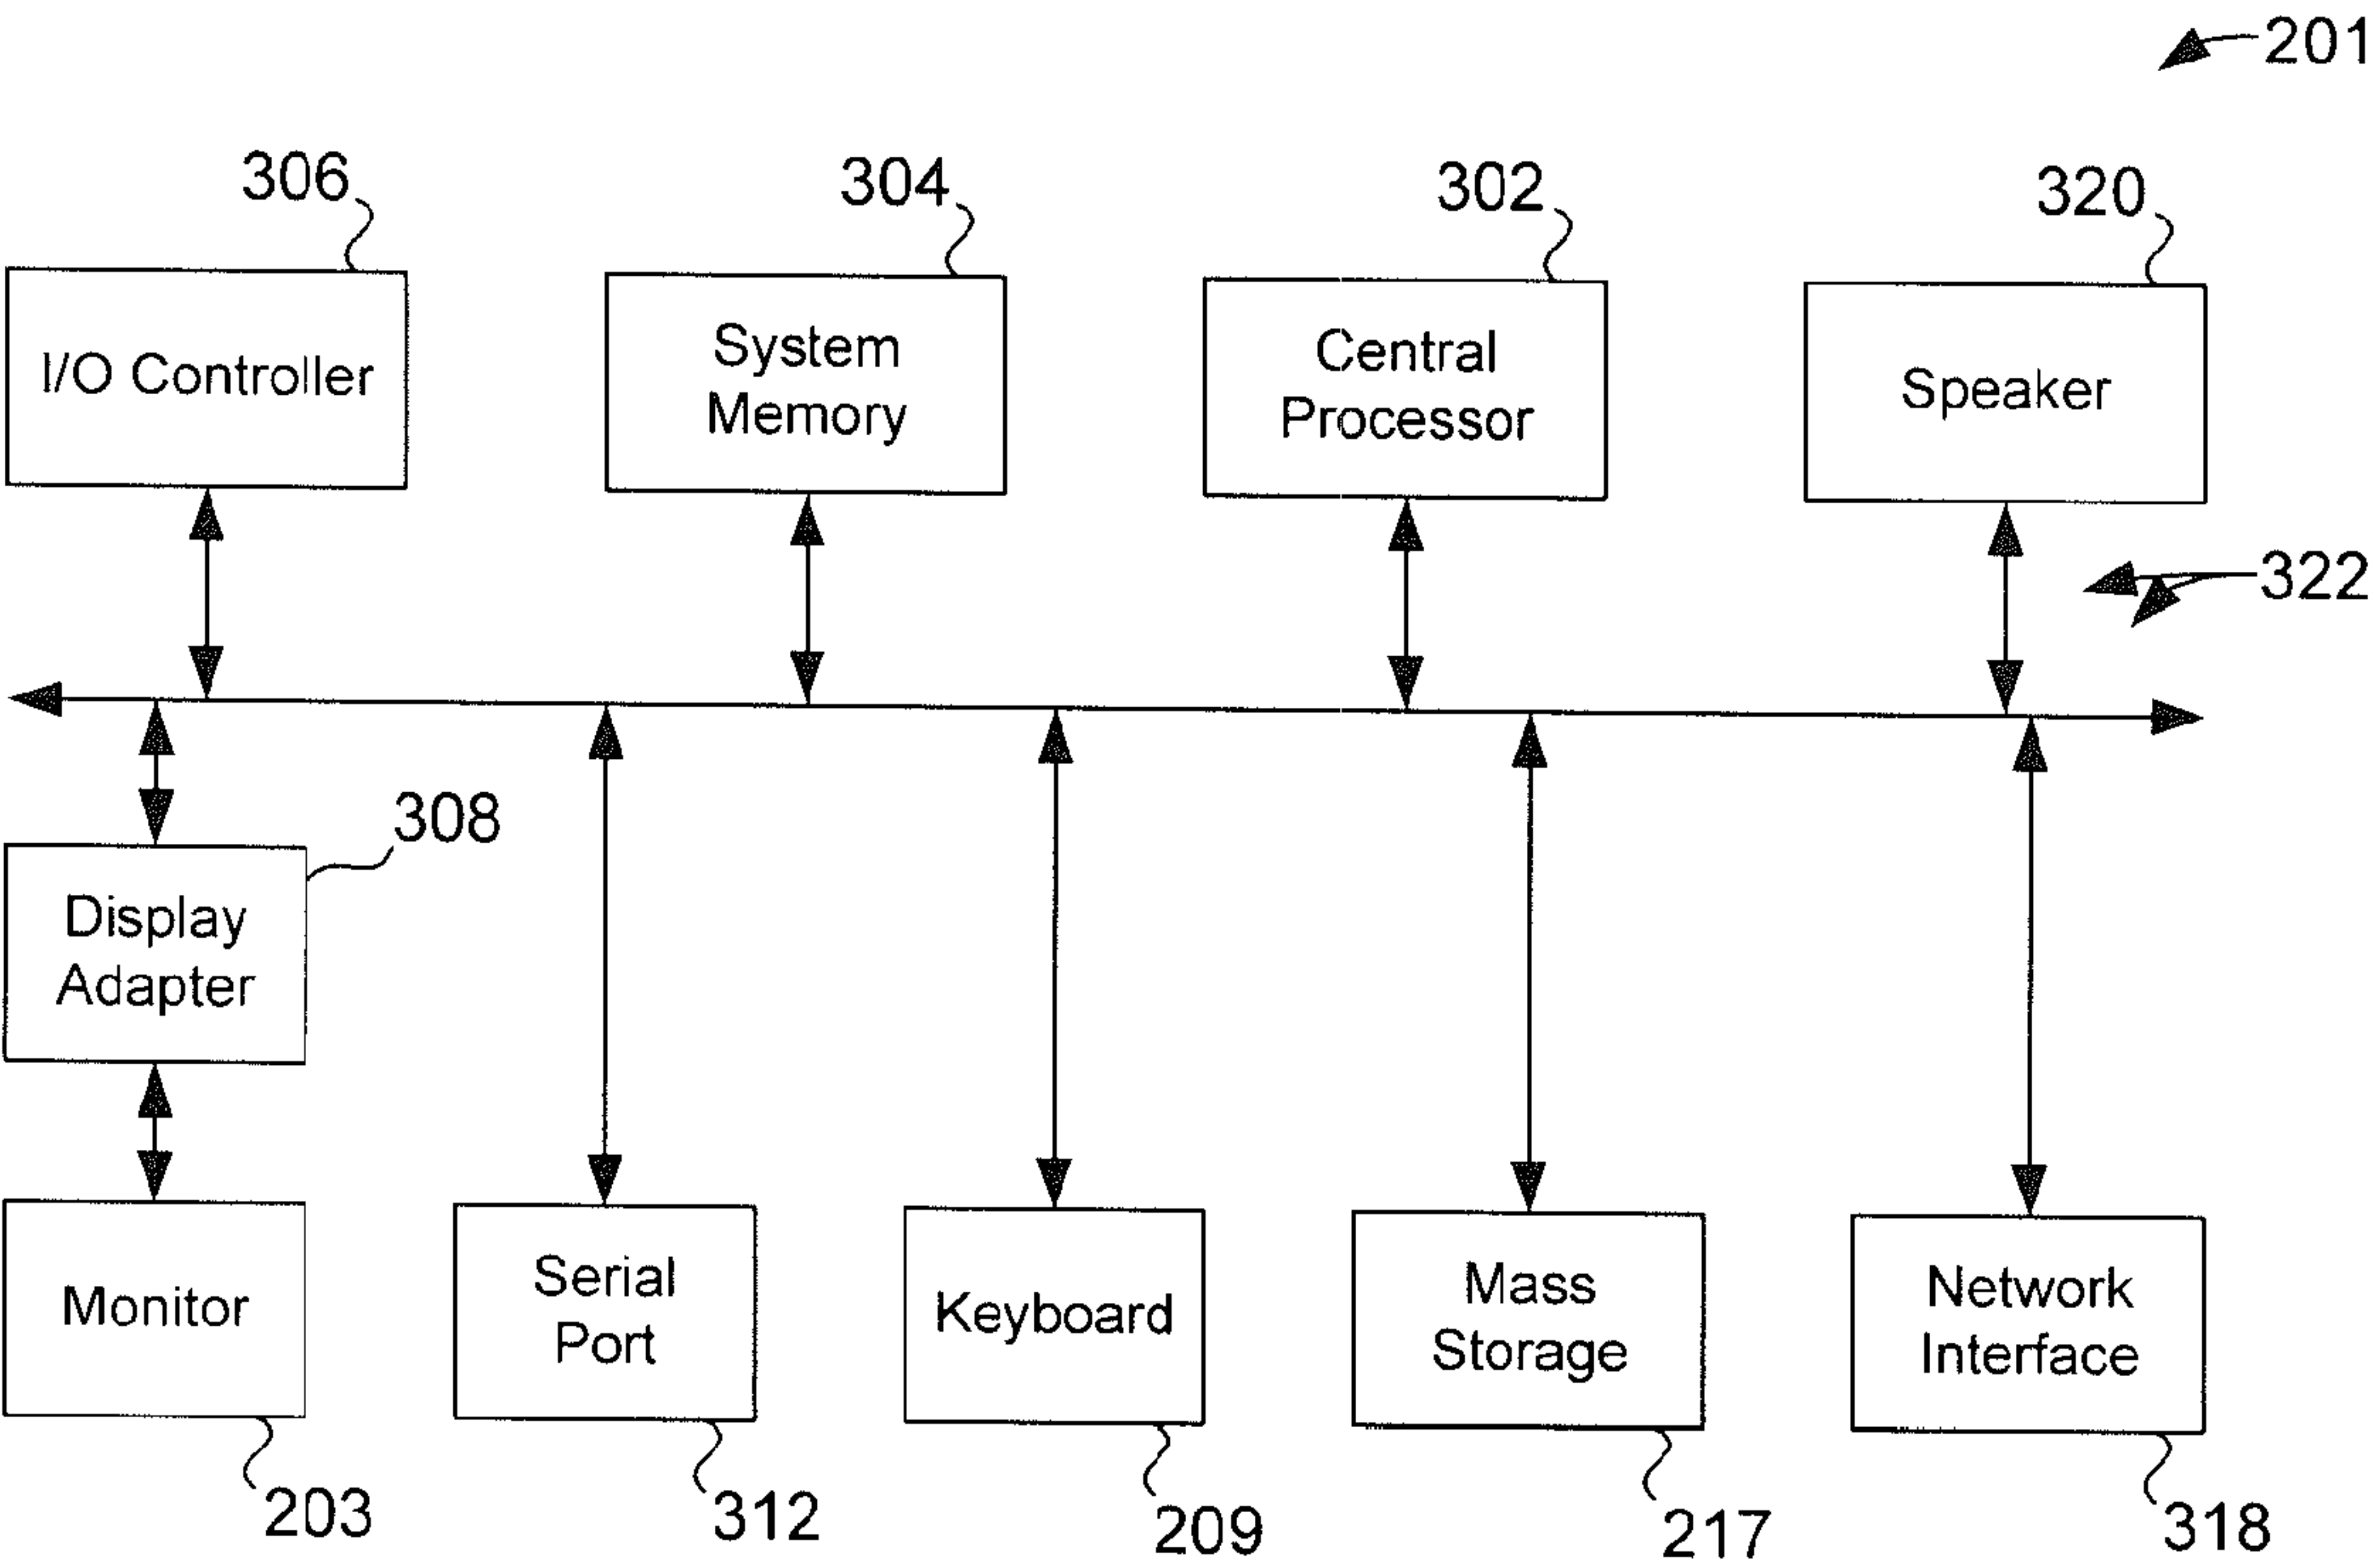 201
306
304
302
320
I/O Controller
System
Memory
Central
Processor
Speaker
322
308
Display
Adapter
Monitor
Serial
Port
Keyboard
Mass
Storage
Network
Interface
203
312
209
217
318